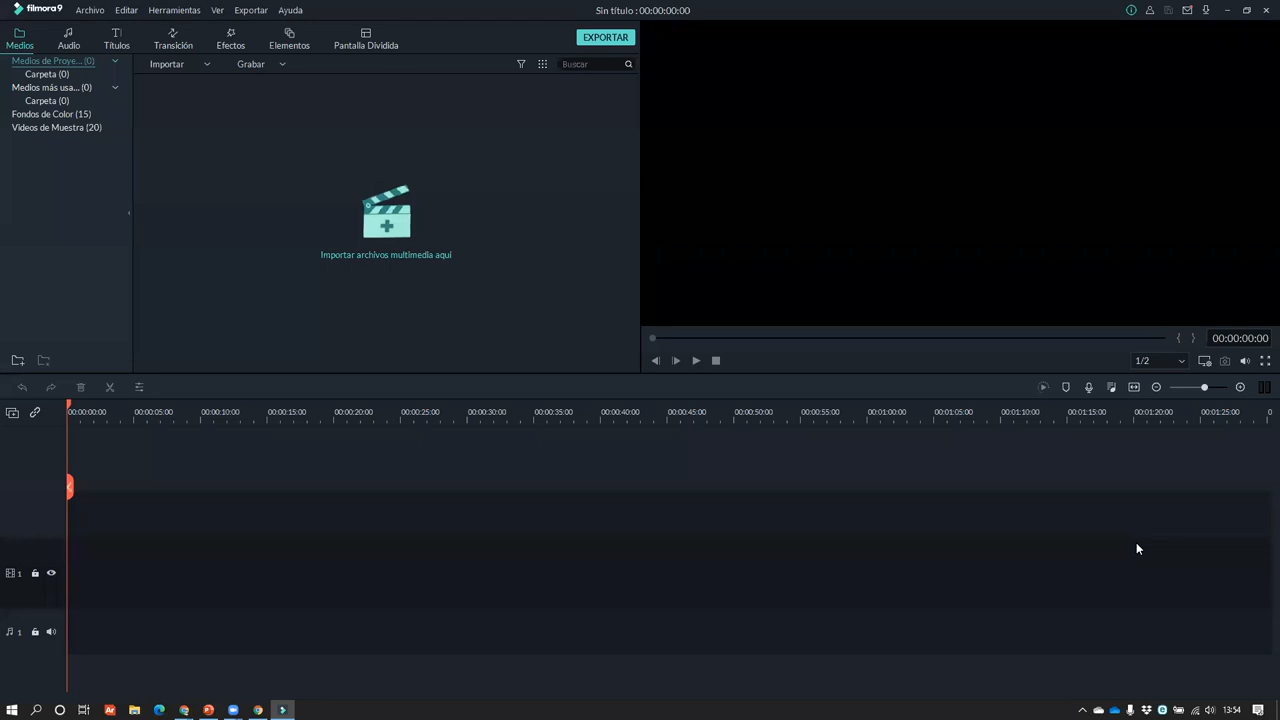 filmora9 Archivo Editar Herramientas Ver Exportar Ayuda Sin título : 00:00:00:00
Medios Audio Títulos Transición Efectos Elementos Pantalla Dividida EXPORTAR
Medios de Proye... (0)
Carpeta (0)
Medios más usa... (0)
Carpeta (0)
Fondos de Color (15)
Videos de Muestra (20)
Importar Grabar Buscar
Importar archivos multimedia aquí
00:00:00:00
1/2
00:00:00:00 00:00:05:00 00:00:10:00 00:00:15:00 00:00:20:00 00:00:25:00 00:00:30:00 00:00:35:00 00:00:40:00 00:00:45:00 00:00:50:00 00:00:55:00 00:01:00:00 00:01:05:00 00:01:10:00 00:01:15:00 00:01:20:00 00:01:25:00 0
1
1
Ar 13:54